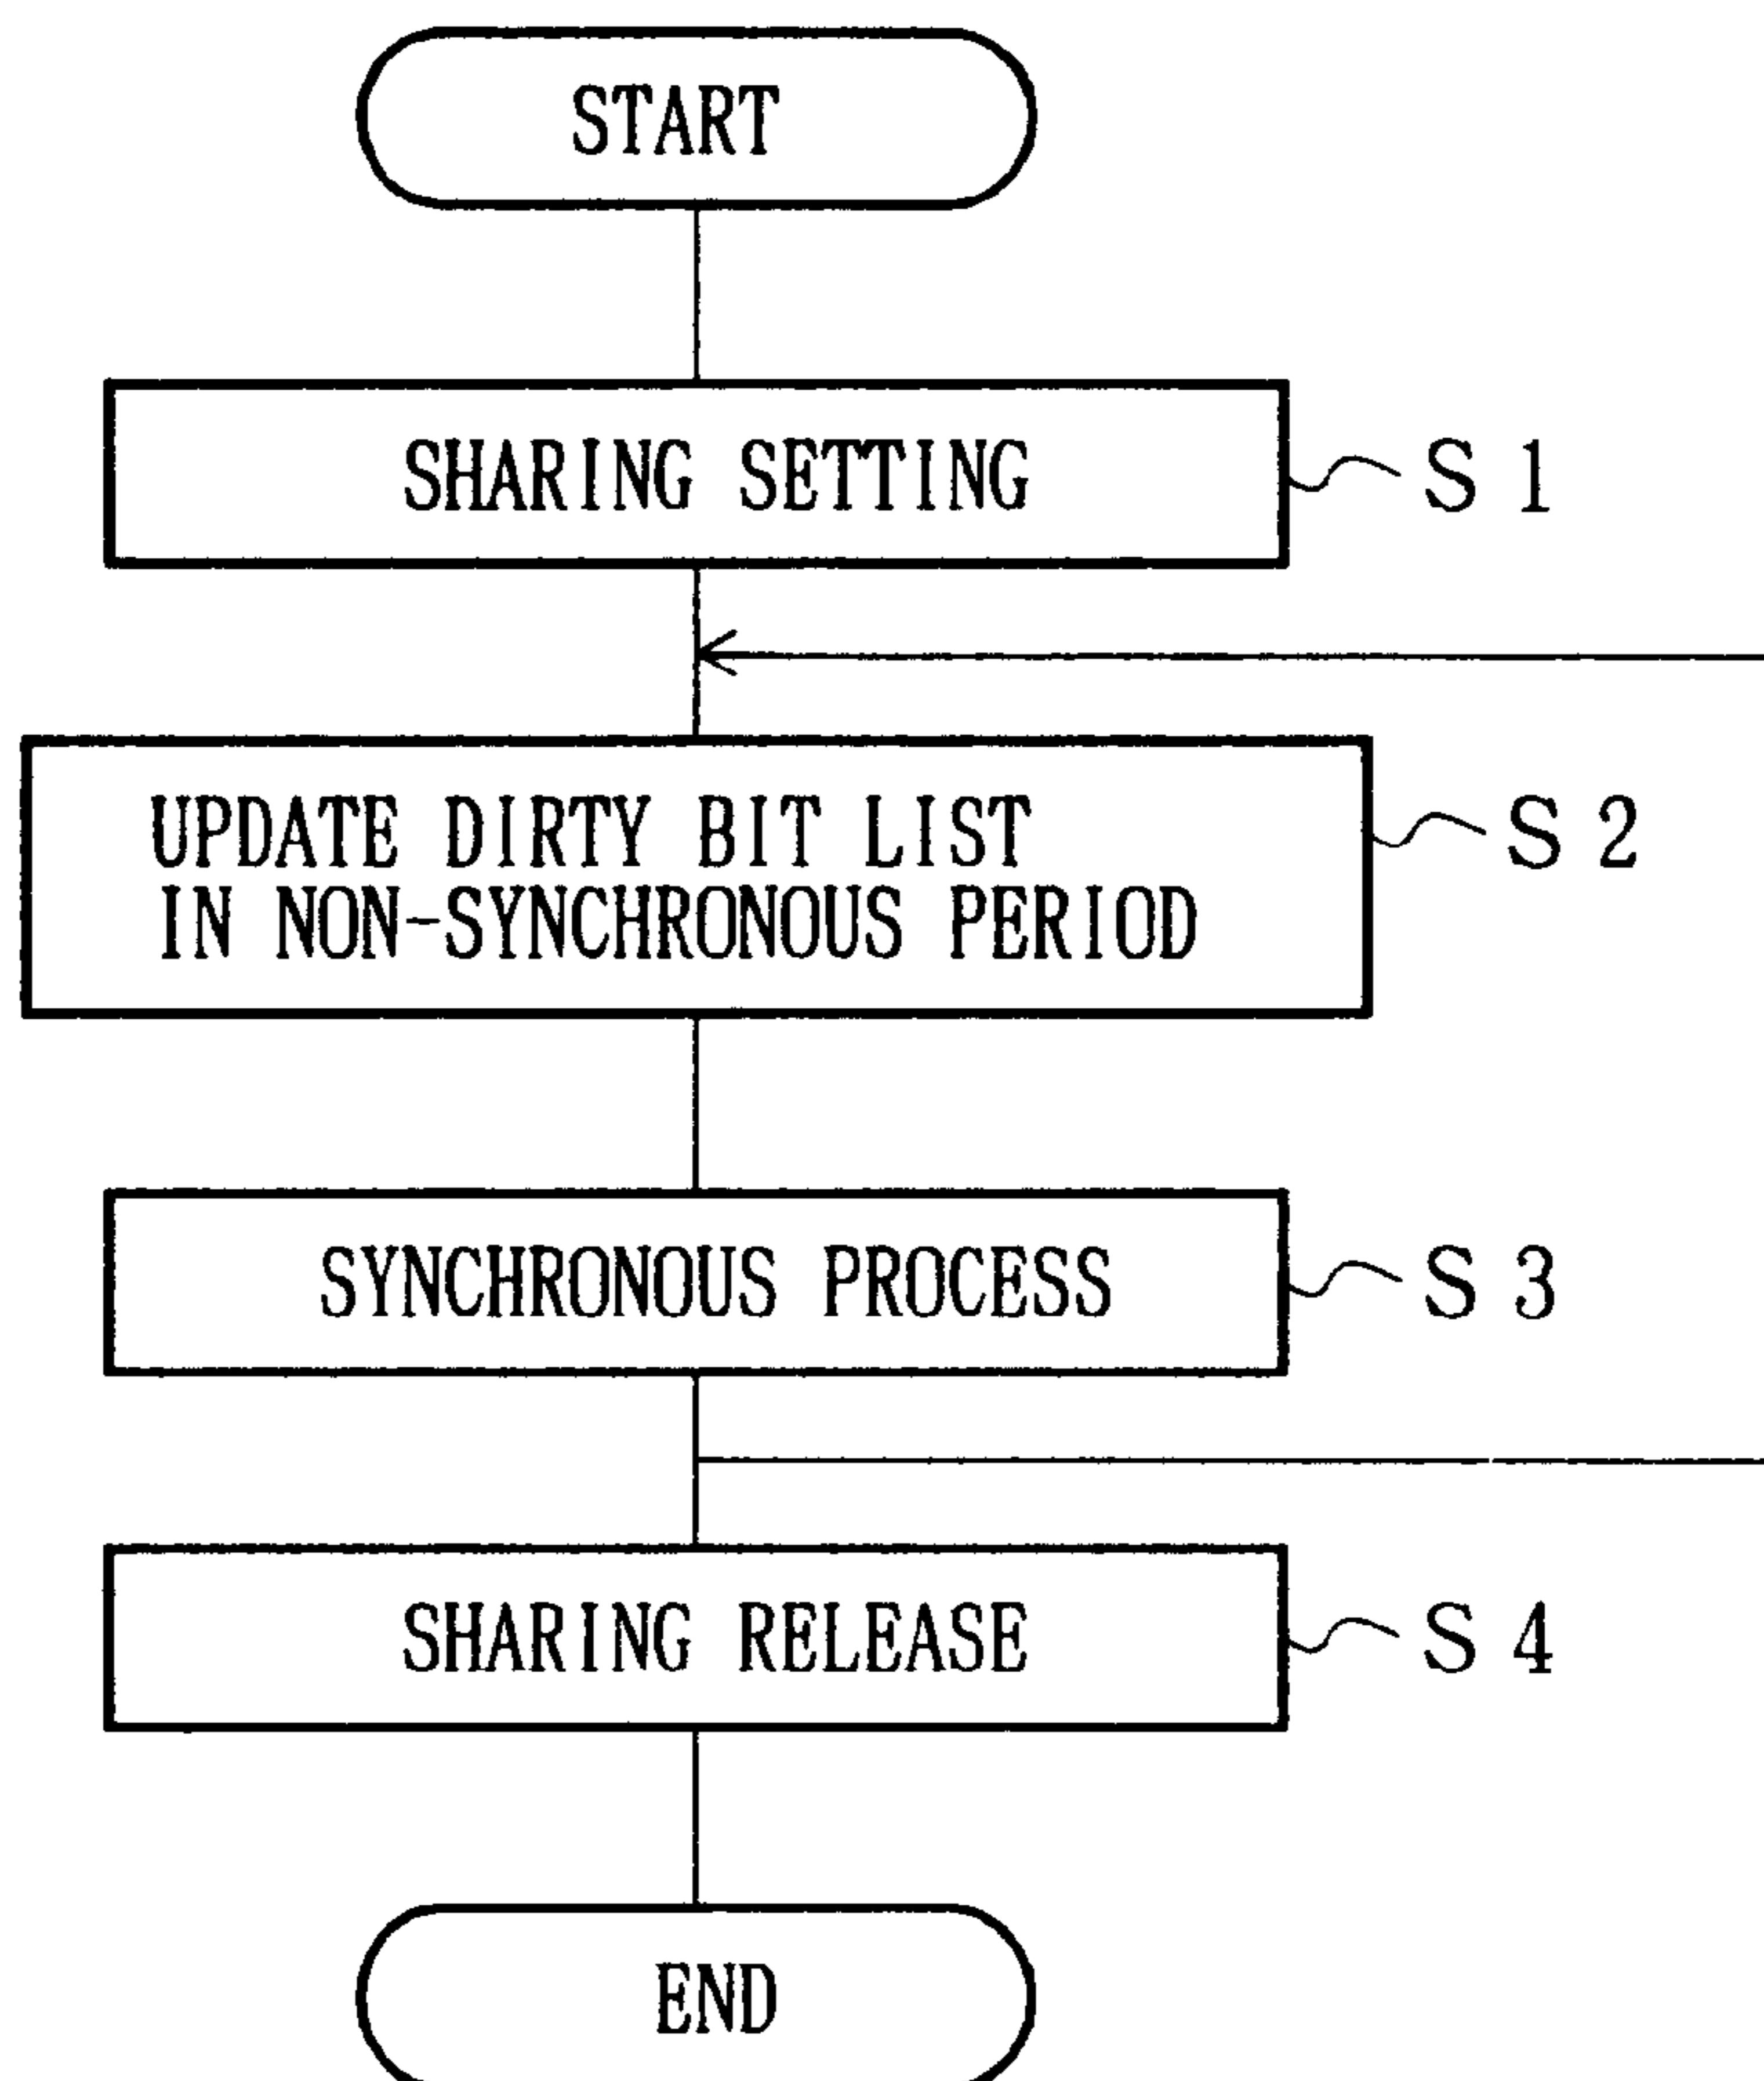 START
SHARING SETTING
S 1
UPDATE DIRTY BIT LIST
IN NON-SYNCHRONOUS PERIOD
S 2
SYNCHRONOUS PROCESS
S 3
SHARING RELEASE
S 4
END